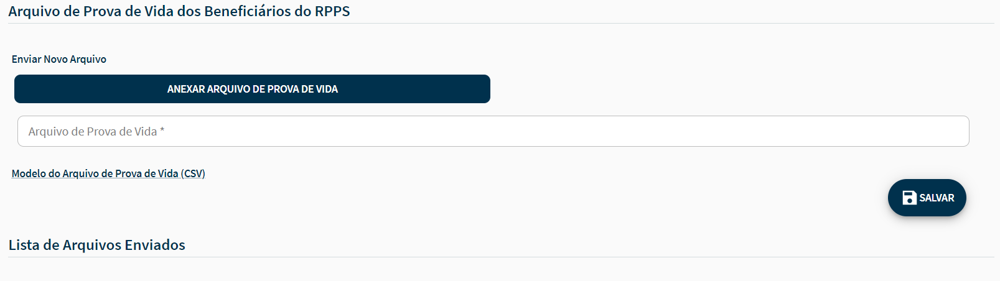 Arquivo de Prova de Vida dos Beneficiários do RPPS
Enviar Novo Arquivo
ANEXAR ARQUIVO DE PROVA DE VIDA
Arquivo de Prova de Vida *
Modelo do Arquivo de Prova de Vida (CSV)
SALVAR
Lista de Arquivos Enviados